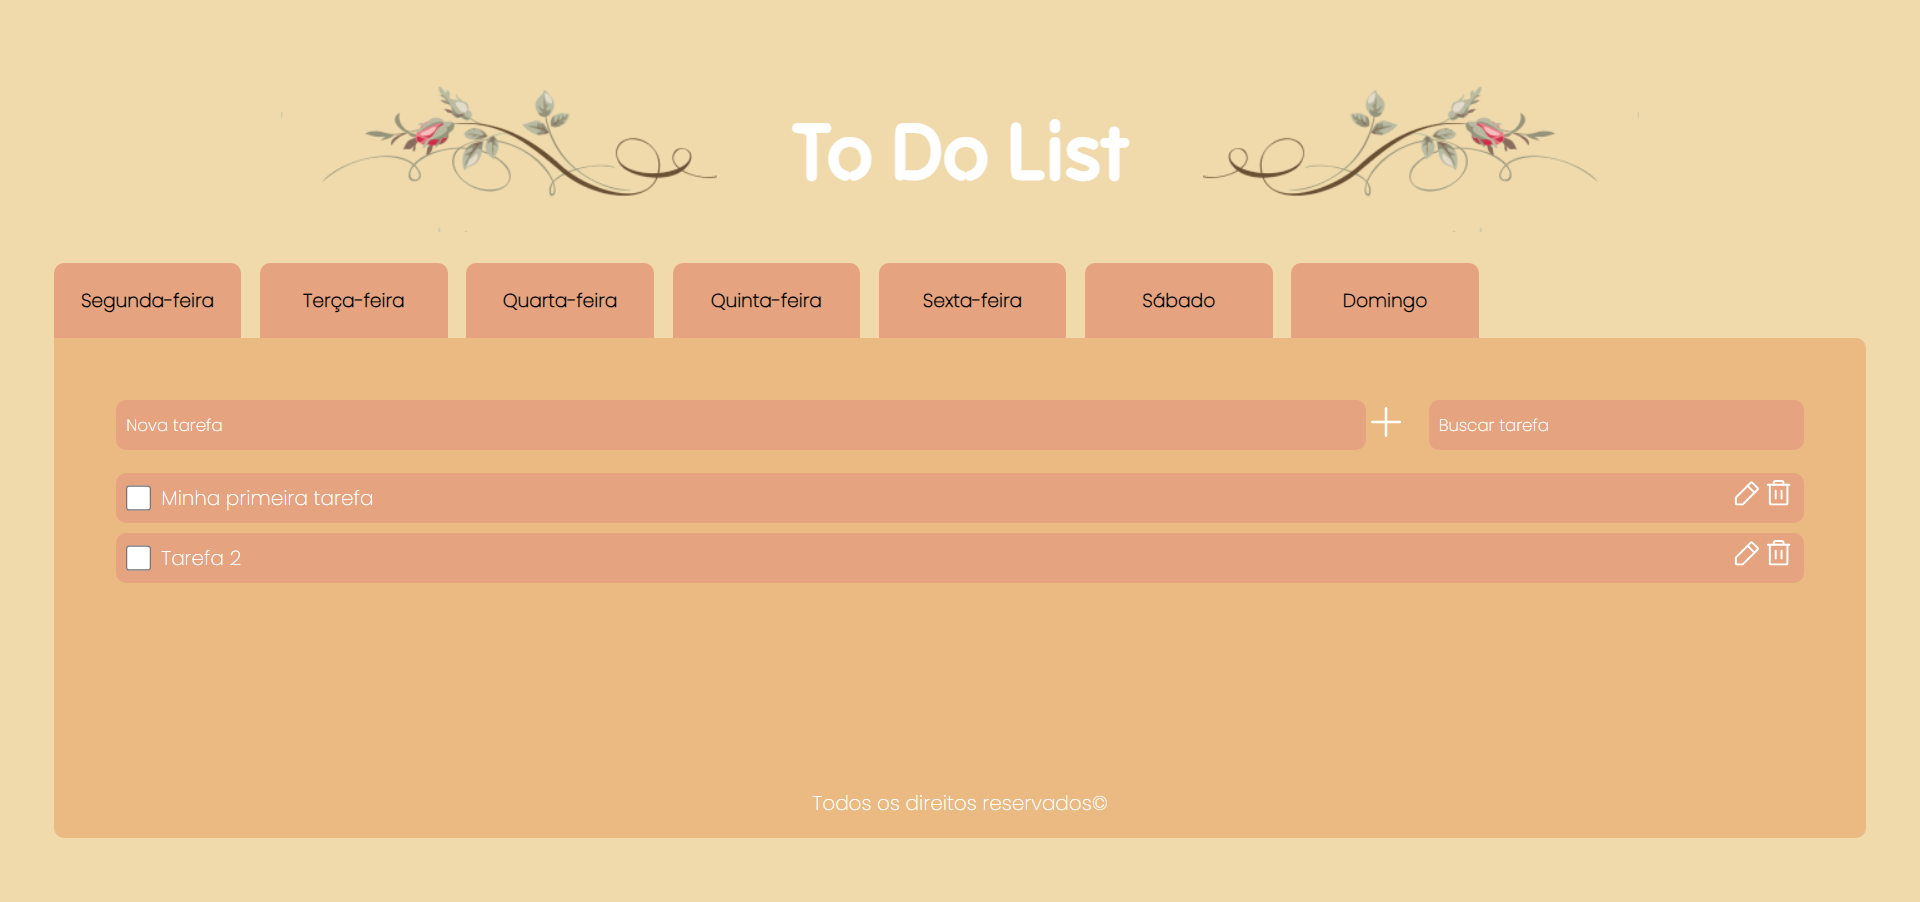 To Do List
Segunda-feira Terça-feira Quarta-feira Quinta-feira Sexta-feira Sábado Domingo
Nova tarefa Buscar tarefa
Minha primeira tarefa
Tarefa 2
Todos os direitos reservados©